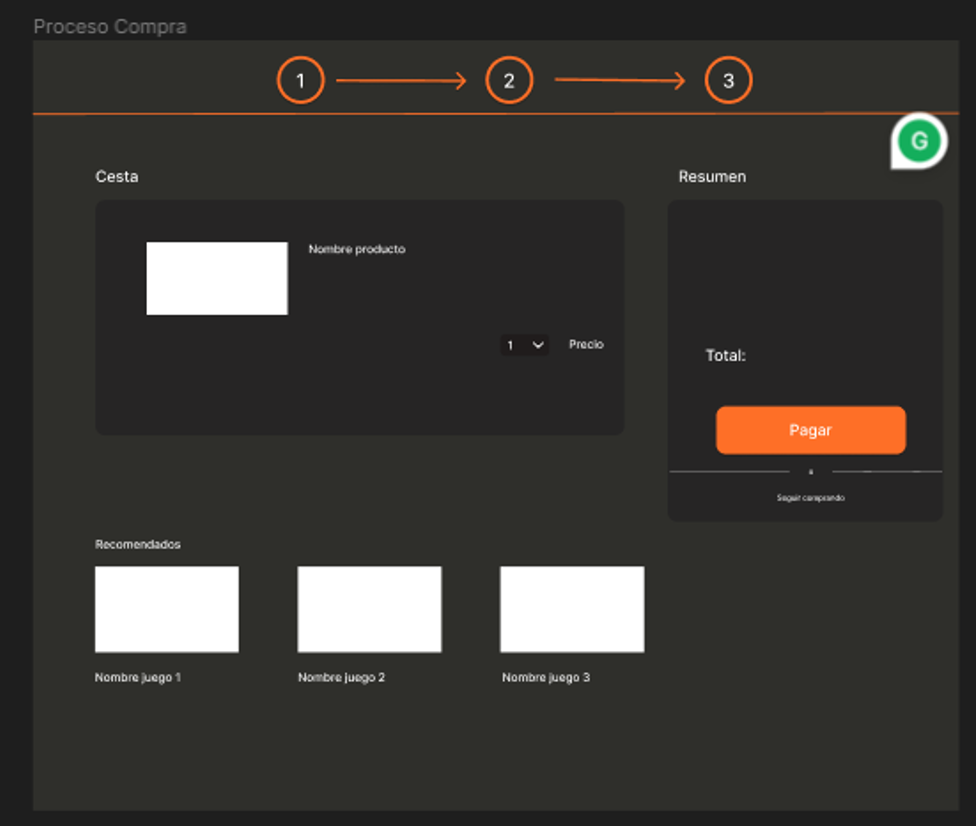 Proceso Compra
1
2
3
G
Cesta
Resumen
Nombre producto
1
Precio
Total:
Pagar
Seguir comprando
Recomendados
Nombre juego 1
Nombre juego 2
Nombre juego 3